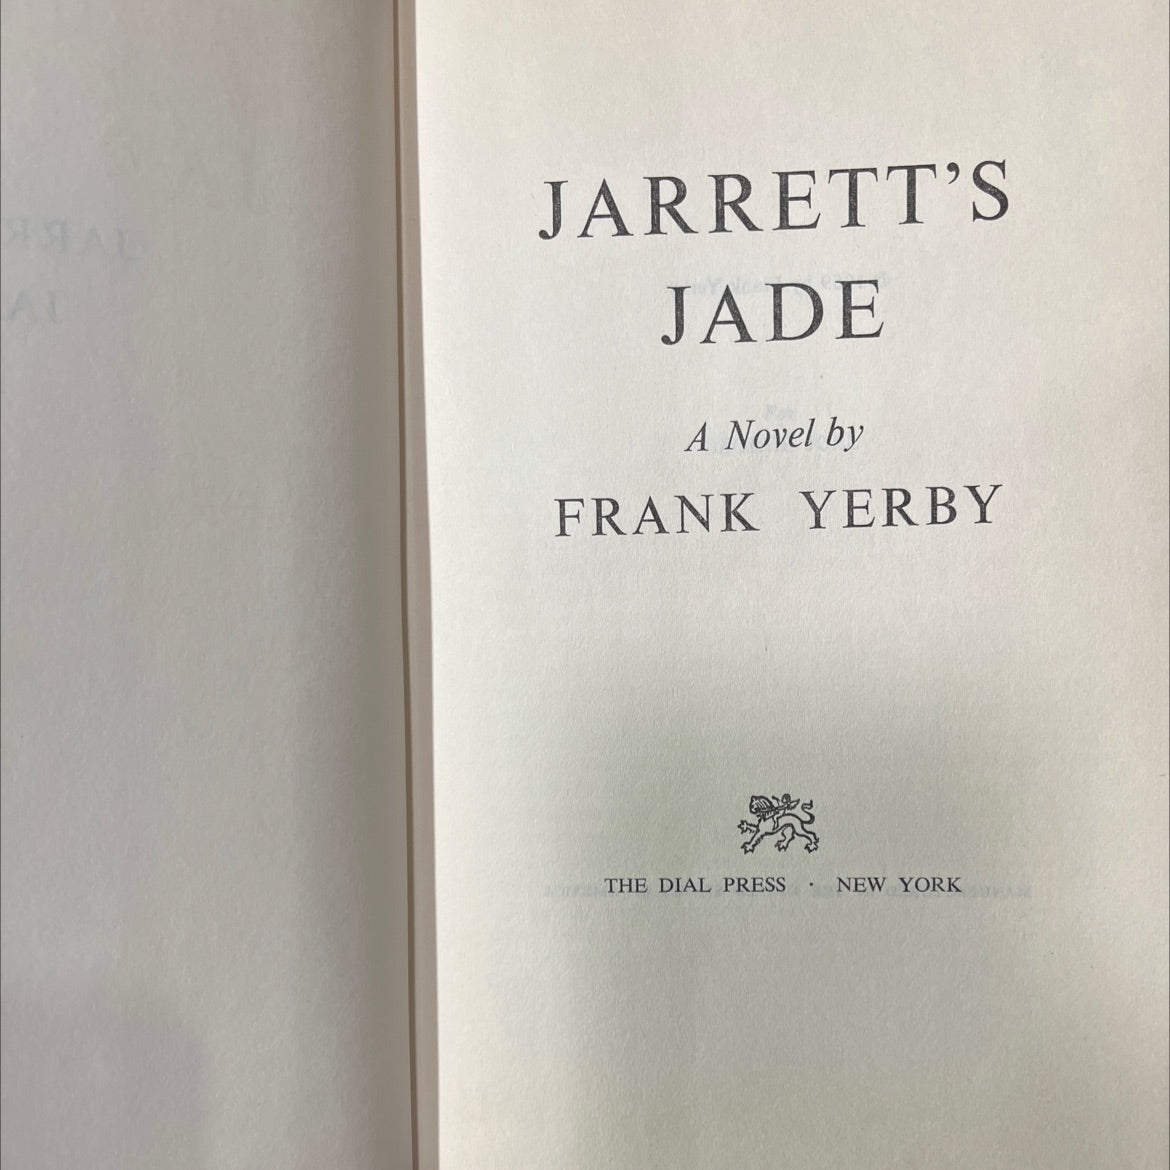 JARRETT'S
JADE
A Novel by
FRANK YERBY
THE DIAL PRESS · NEW YORK